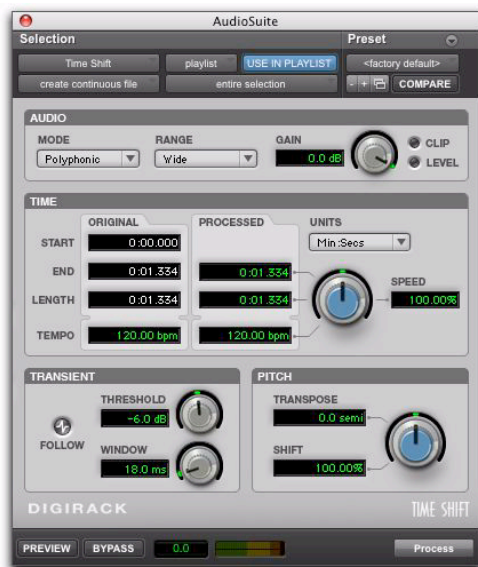 AudioSuite
Selection
Preset
Time Shift
playlist
USE IN PLAYLIST
<factory default>
create continuous file
entire selection
- +
COMPARE
AUDIO
MODE
RANGE
GAIN
Polyphonic
Wide
0.0 dB
CLIP
LEVEL
TIME
ORIGINAL
PROCESSED
UNITS
START
0:00.000
Min:Secs
END
0:01.334
0:01.334
SPEED
LENGTH
0:01.334
0:01.334
100.00%
TEMPO
120.00 bpm
120.00 bpm
TRANSIENT
PITCH
THRESHOLD
-6.0 dB
TRANSPOSE
0.0 semi
FOLLOW
WINDOW
18.0 ms
SHIFT
100.00%
DIGIRACK
TIME SHIFT
PREVIEW
BYPASS
0.0
Process